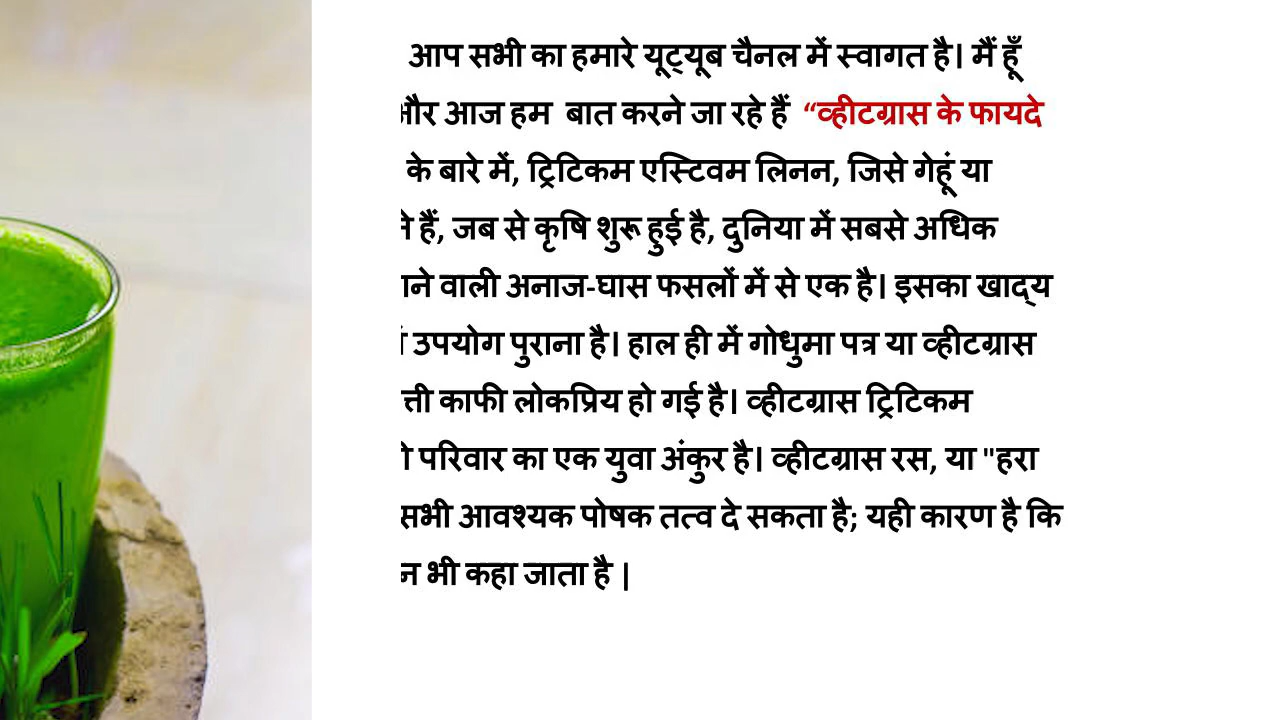 आप सभी का हमारे यूट्यूब चैनल में स्वागत है। मैं हूँ
और आज हम बात करने जा रहे हैं “व्हीटग्रास के फायदे
के बारे में, ट्रिटिकम एस्टिवम लिनन, जिसे गेहूं या
हैं, जब से कृषि शुरू हुई है, दुनिया में सबसे अधिक
वाली अनाज-घास फसलों में से एक है। इसका खाद्य
उपयोग पुराना है। हाल ही में गोधुमा पत्र या व्हीटग्रास
काफी लोकप्रिय हो गई है। व्हीटग्रास ट्रिटिकम
परिवार का एक युवा अंकुर है। व्हीटग्रास रस, या "हरा
सभी आवश्यक पोषक तत्व दे सकता है; यही कारण है कि
भी कहा जाता है |